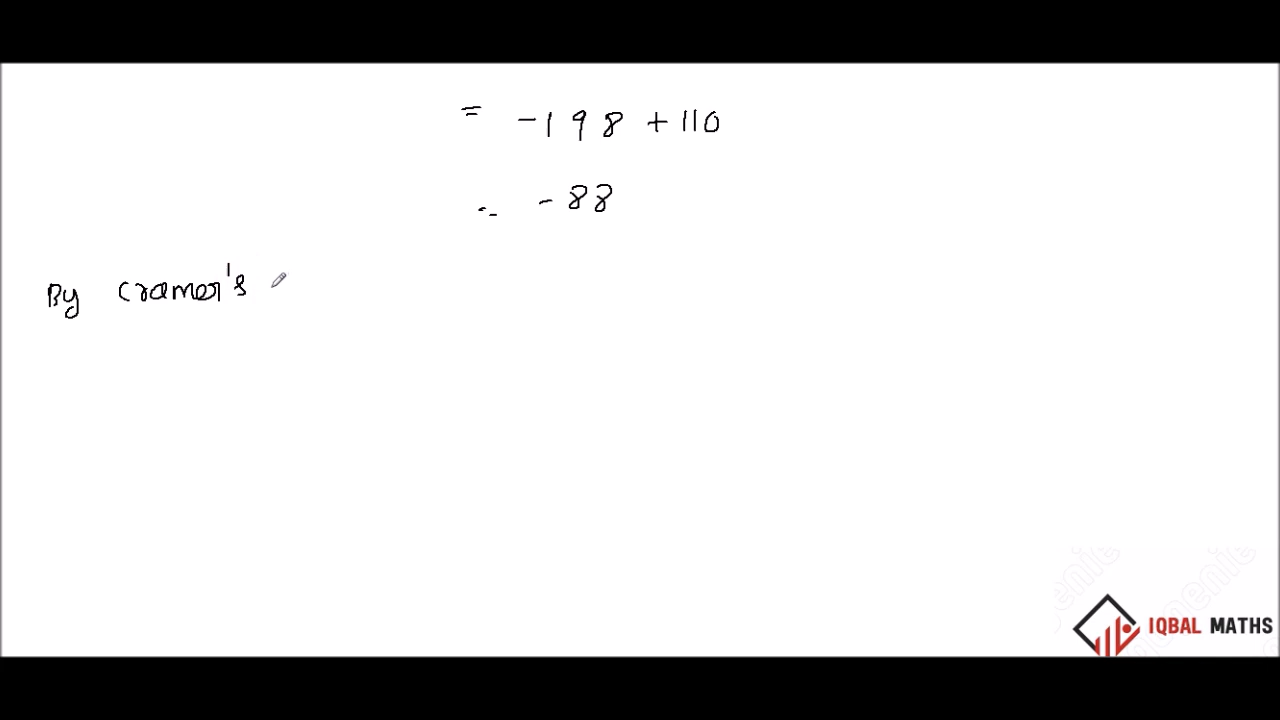 = -198 + 110
= -88
By Cramer's
IQBAL MATHS